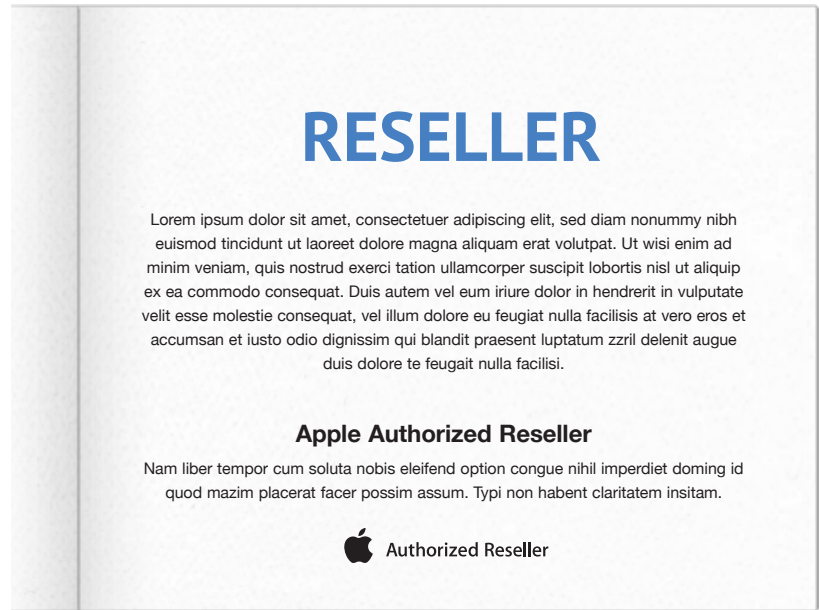 RESELLER
Lorem ipsum dolor sit amet, consectetuer adipiscing elit, sed diam nonummy nibh
euismod tincidunt ut laoreet dolore magna aliquam erat volutpat. Ut wisi enim ad
minim veniam, quis nostrud exerci tation ullamcorper suscipit lobortis nisl ut aliquip
ex ea commodo consequat. Duis autem vel eum iriure dolor in hendrerit in vulputate
velit esse molestie consequat, vel illum dolore eu feugiat nulla facilisis at vero eros et
accumsan et iusto odio dignissim qui blandit praesent luptatum zzril delenit augue
duis dolore te feugait nulla facilisi.
Apple Authorized Reseller
Nam liber tempor cum soluta nobis eleifend option congue nihil imperdiet doming id
quod mazim placerat facer possim assum. Typi non habent claritatem insitam.
Authorized Reseller